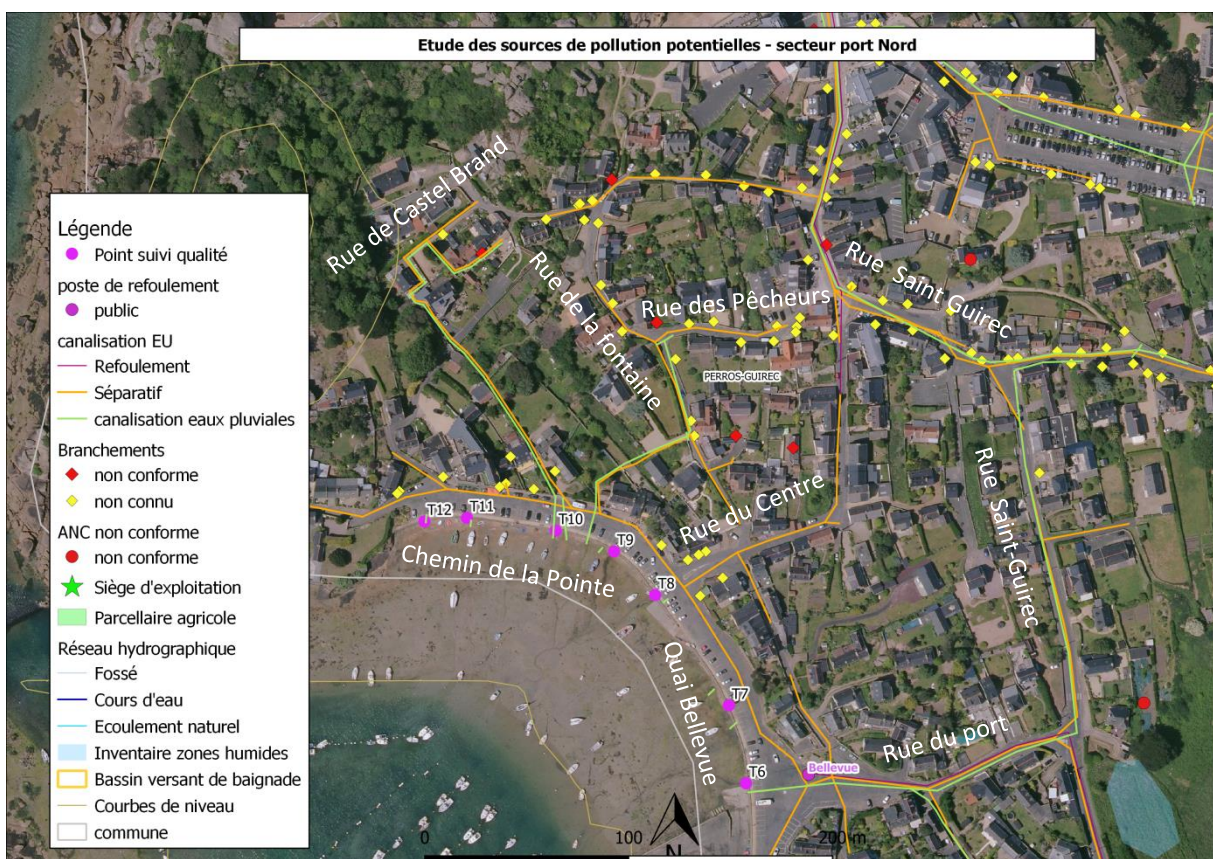 Etude des sources de pollution potentielles - secteur port Nord
Légende
Point suivi qualité
poste de refoulement
public
canalisation EU
Refoulement
Séparatif
canalisation eaux pluviales
Branchements
non conforme
non connu
ANC non conforme
non conforme
Siège d'exploitation
Parcellaire agricole
Réseau hydrographique
Fossé
Cours d'eau
Ecoulement naturel
Inventaire zones humides
Bassin versant de baignade
Courbes de niveau
commune
Rue de Castel Brand
Rue de la fontaine
Rue des Pêcheurs
Rue Saint Guirec
PERROS-GUIREC
Rue du Centre
Rue Saint-Guirec
T12
T11
T10
T9
Chemin de la Pointe
T8
Quai Bellevue
T7
Rue du port
T6
Bellevue
0
100
200 m
N